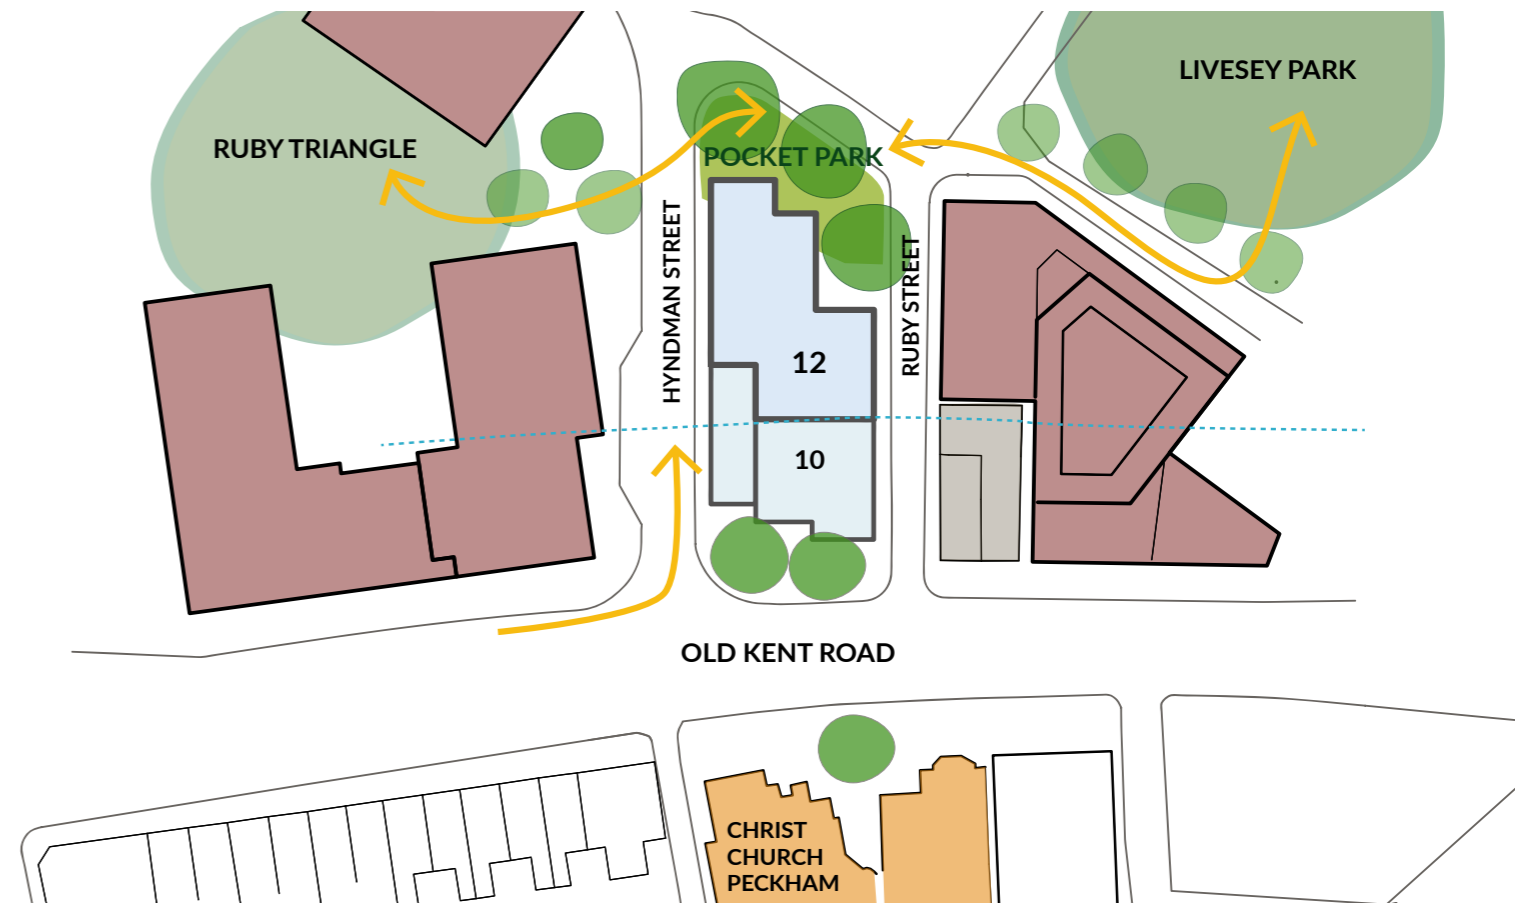 LIVESEY PARK
RUBY TRIANGLE
POCKET PARK
HYNDMAN STREET
RUBY STREET
12
10
OLD KENT ROAD
CHRIST
CHURCH
PECKHAM